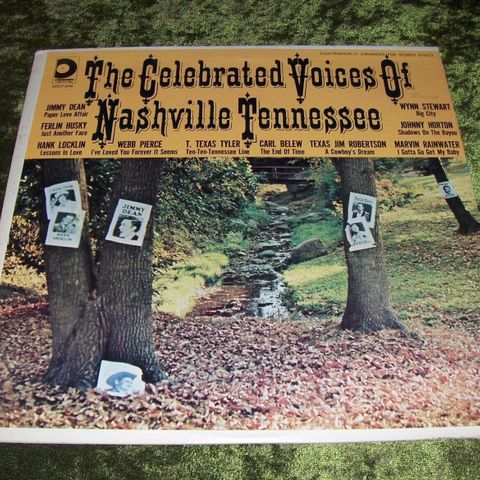 ELECTRONICALLY ENHANCED FOR STEREO STREET
The Celebrated Voices Of
Nashville Tennessee
JIMMY DEAN
Paper Love Affair
FERLIN HUSKY
Just Another Face
HANK LOCKLIN
Lessons In Love
WEBB PIERCE
I've Loved You Forever It Seems
T. TEXAS TYLER
Ten-Ten-Tennessee Line
CARL BELEW
The End Of Time
TEXAS JIM ROBERTSON
A Cowboy's Dream
WYNN STEWART
Big City
JOHNNY HORTON
Shadows On The Bayou
MARVIN RAINWATER
I Gotta Go Get My Baby
JIMMY
DEAN
HANK
LOCKLIN